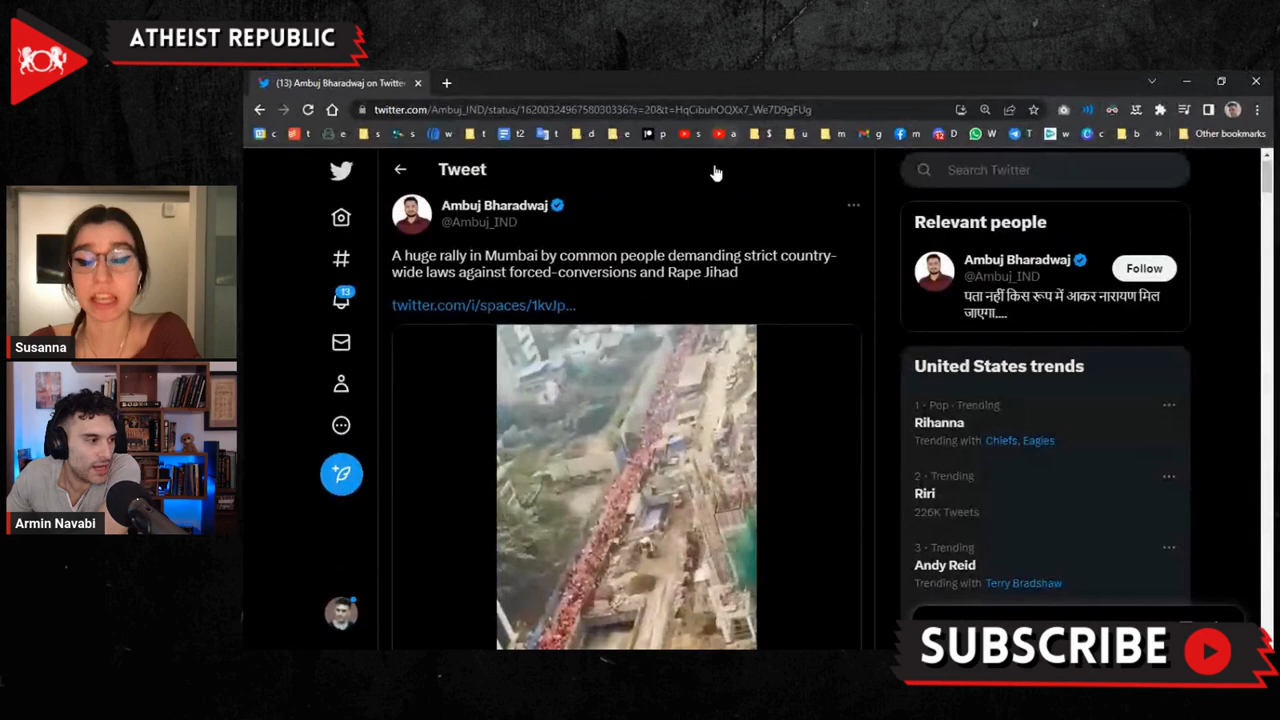 ATHEIST REPUBLIC
(13) Ambuj Bharadwaj on Twitter
twitter.com/Ambuj_IND/status/1620032496758030336?s=20&t=HqCibuhOQXx7_We7D9gFUg
c t e s s w t t2 t d e p s a $ u m g m D W T w c b » Other bookmarks
Tweet
Search Twitter
Ambuj Bharadwaj
@Ambuj_IND
A huge rally in Mumbai by common people demanding strict country-
wide laws against forced-conversions and Rape Jihad
twitter.com/i/spaces/1kvJp...
13
Relevant people
Ambuj Bharadwaj
@Ambuj_IND
Follow
पता नहीं किस रूप में आकर नारायण मिल
जाएगा....
United States trends
1 · Pop · Trending
Rihanna
Trending with Chiefs, Eagles
2 · Trending
Riri
226K Tweets
3 · Trending
Andy Reid
Trending with Terry Bradshaw
Susanna
Armin Navabi
SUBSCRIBE